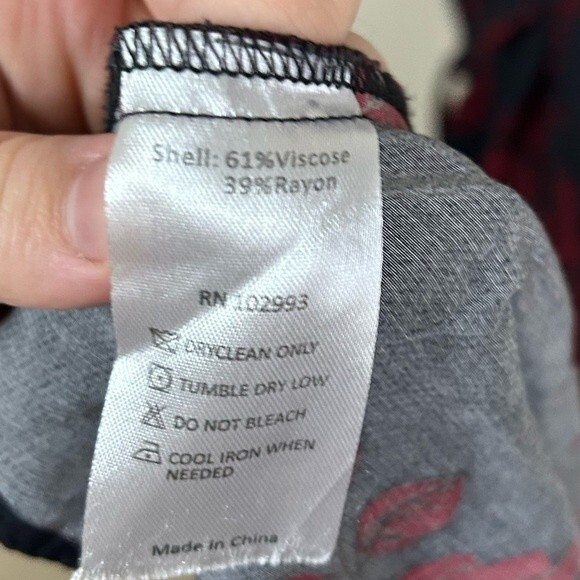 Shell: 61%Viscose
39%Rayon
RN 102993
DRYCLEAN ONLY
TUMBLE DRY LOW
DO NOT BLEACH
COOL IRON WHEN
NEEDED
Made in China